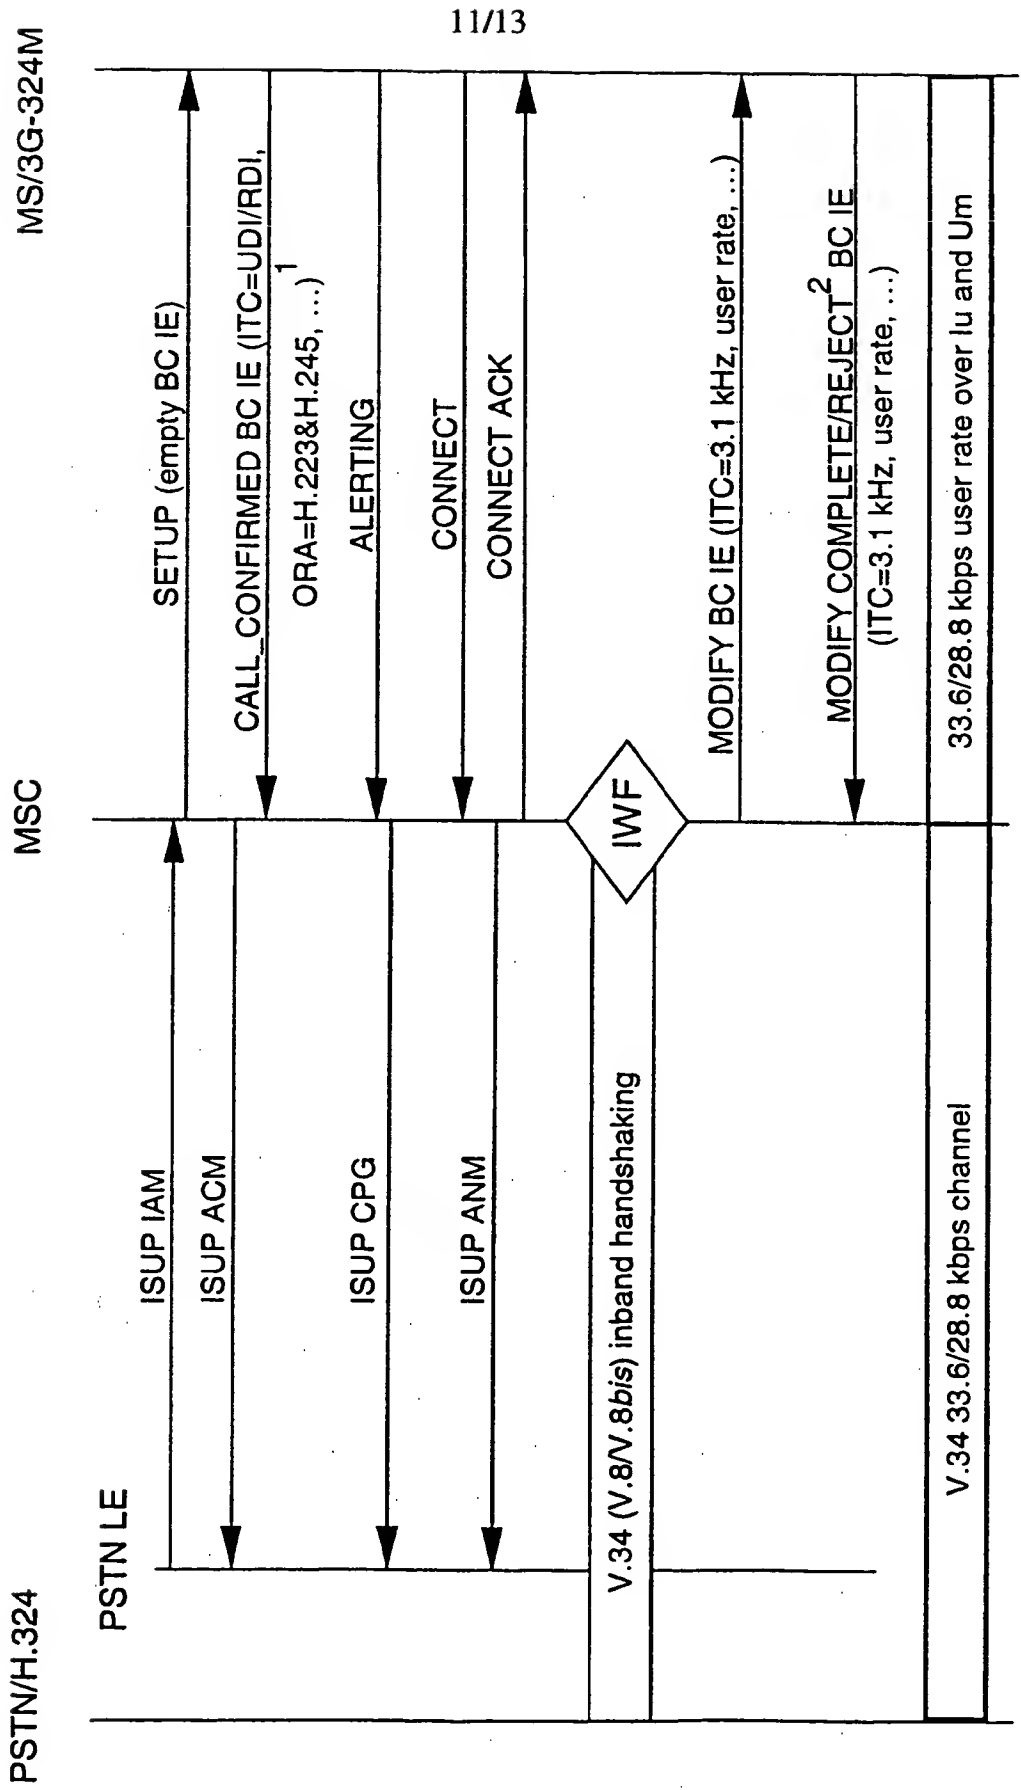 11/13
PSTN/H.324
MSC
MS/3G-324M
PSTN LE
ISUP IAM
SETUP (empty BC IE)
ISUP ACM
CALL_CONFIRMED BC IE (ITC=UDI/RDI,
ORA=H.223&H.245, ...)1
ISUP CPG
ALERTING
CONNECT
ISUP ANM
CONNECT ACK
V.34 (V.8/V.8bis) inband handshaking
IWF
MODIFY BC IE (ITC=3.1 kHz, user rate, ...)
MODIFY COMPLETE/REJECT2 BC IE
(ITC=3.1 kHz, user rate, ...)
V.34 33.6/28.8 kbps channel
33.6/28.8 kbps user rate over Iu and Um